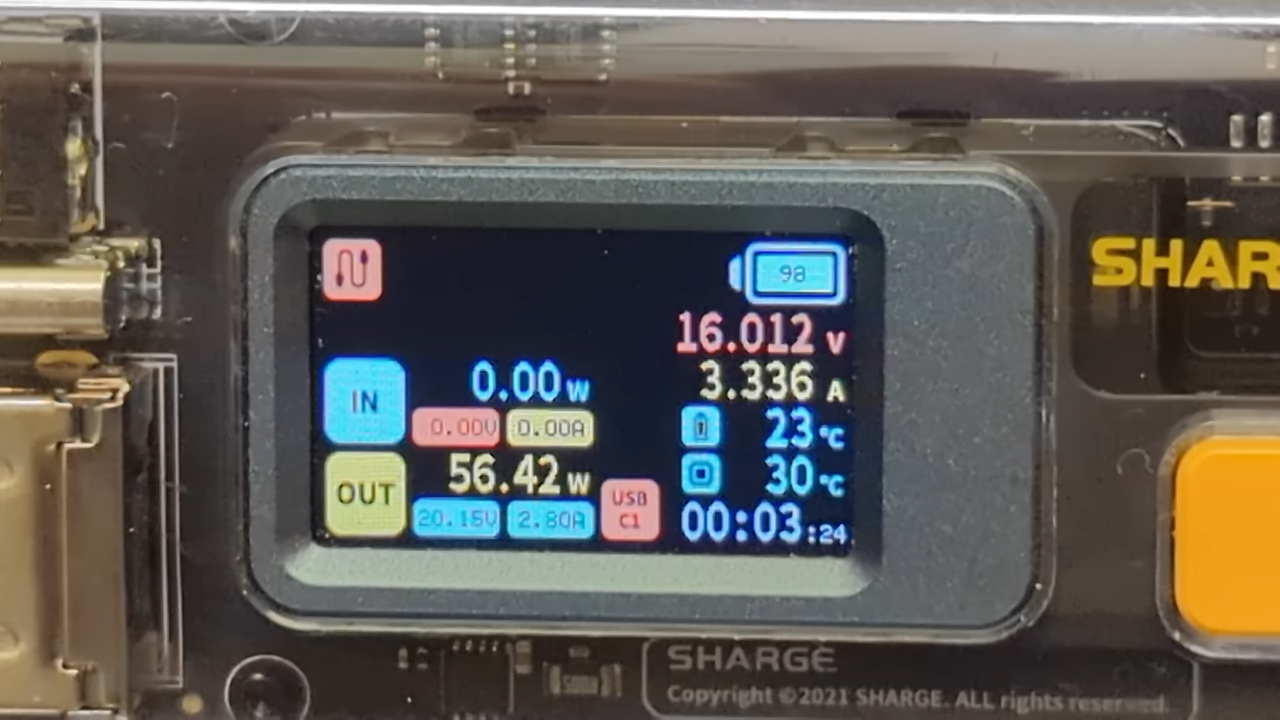 98
16.012 V
3.336 A
IN
0.00 W
0.00V 0.00A
23 °C
OUT
56.42 W
30 °C
20.15V 2.80A
USB
C1
00:03:24
SHAR
SHARGE
Copyright ©2021 SHARGE. ALL rights reserved.